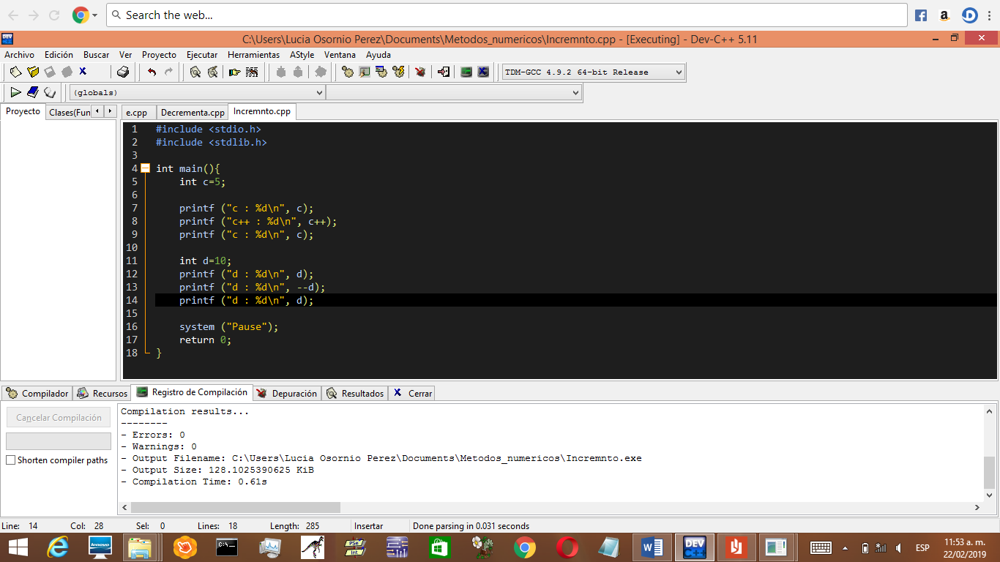 Search the web...
C:\Users\Lucia Osornio Perez\Documents\Metodos_numericos\Incremnto.cpp - [Executing] - Dev-C++ 5.11
Archivo Edición Buscar Ver Proyecto Ejecutar Herramientas AStyle Ventana Ayuda
TDM-GCC 4.9.2 64-bit Release
(globals)
Proyecto Clases(Fun e.cpp Decrementa.cpp Incremnto.cpp
1 #include <stdio.h>
2 #include <stdlib.h>
3
4 int main(){
5 int c=5;
6
7 printf ("c : %d\n", c);
8 printf ("c++ : %d\n", c++);
9 printf ("c : %d\n", c);
10
11 int d=10;
12 printf ("d : %d\n", d);
13 printf ("d : %d\n", --d);
14 printf ("d : %d\n", d);
15
16 system ("Pause");
17 return 0;
18 }
Compilador Recursos Registro de Compilación Depuración Resultados Cerrar
Cancelar Compilación
Shorten compiler paths
Compilation results...
--------
- Errors: 0
- Warnings: 0
- Output Filename: C:\Users\Lucia Osornio Perez\Documents\Metodos_numericos\Incremnto.exe
- Output Size: 128.1025390625 KiB
- Compilation Time: 0.61s
Line: 14 Col: 28 Sel: 0 Lines: 18 Length: 285 Insertar Done parsing in 0.031 seconds
ESP
11:53 a. m.
22/02/2019